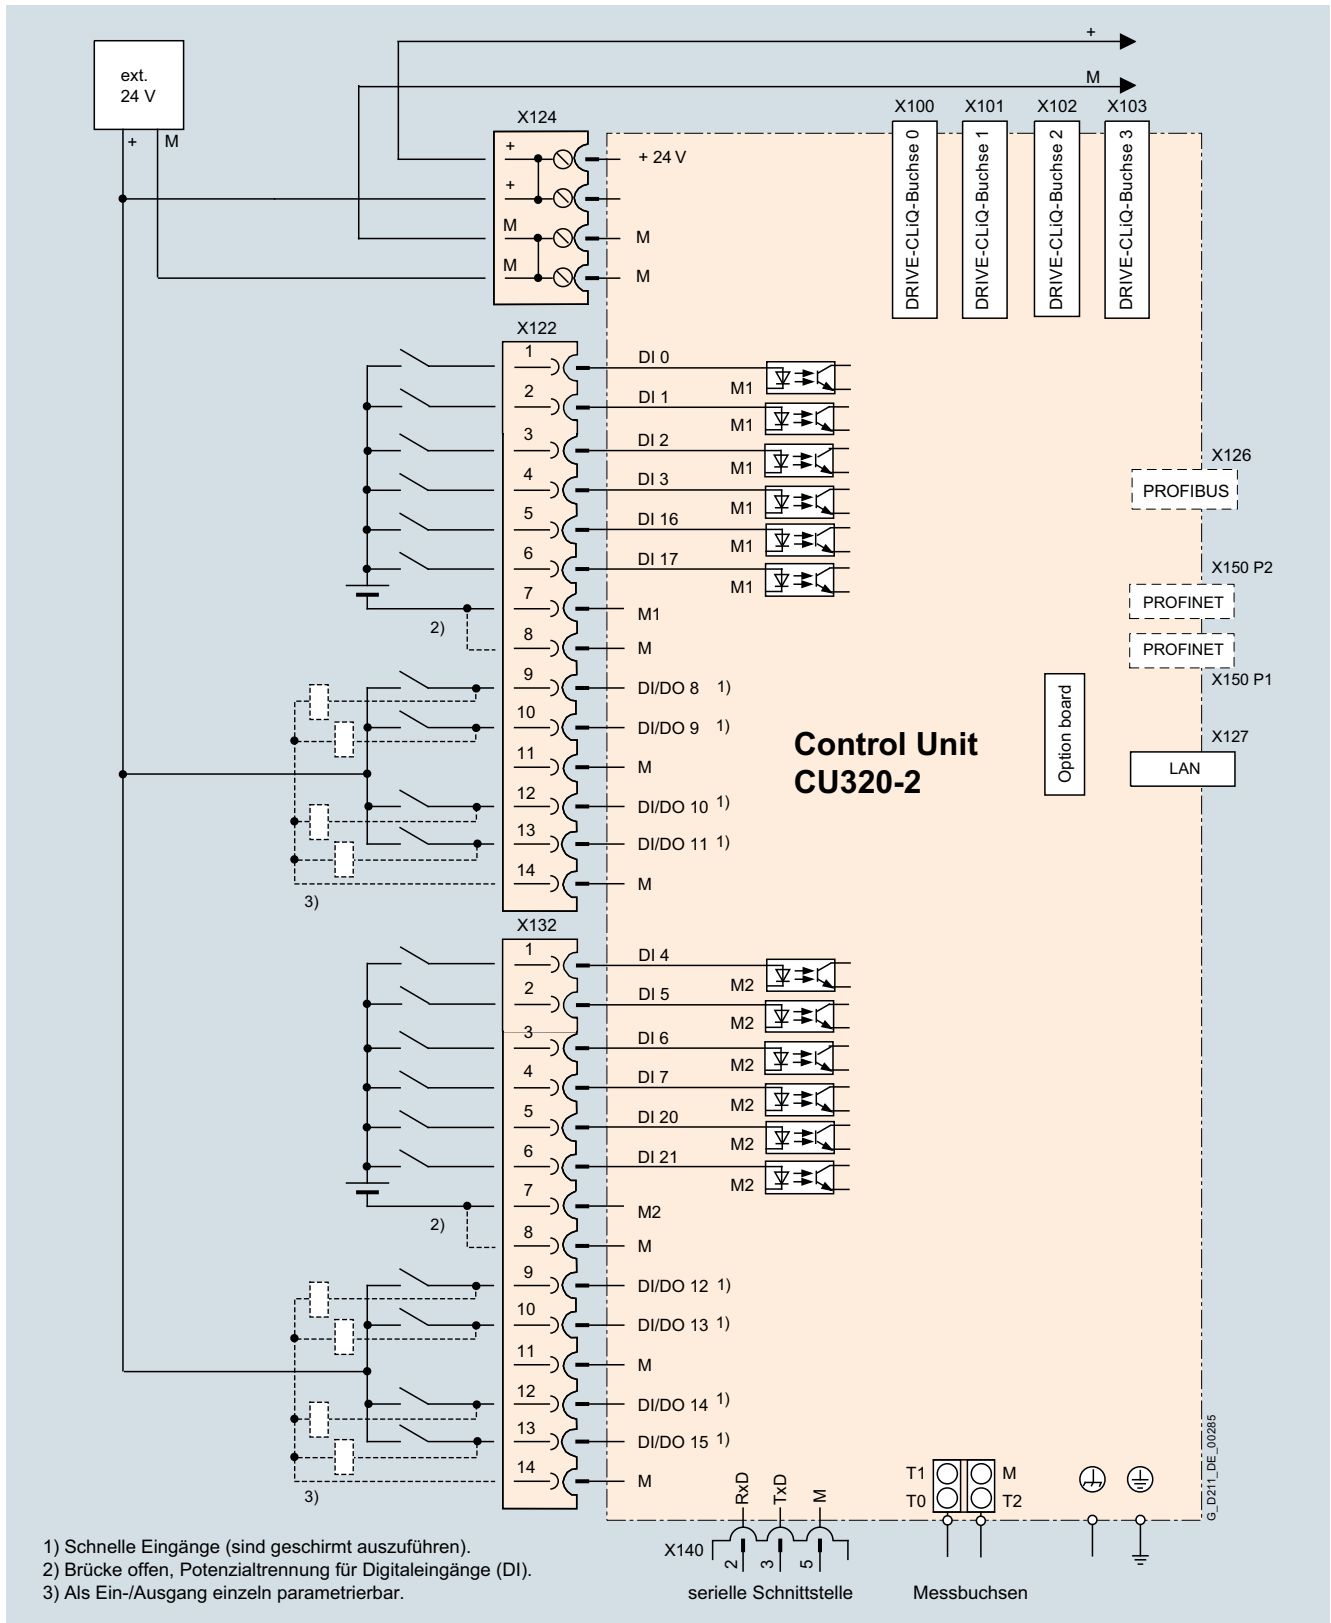 +
ext.
24 V
M
X100 X101 X102 X103
X124
+ M
DRIVE-CLiQ-Buchse 0
DRIVE-CLiQ-Buchse 1
DRIVE-CLiQ-Buchse 2
DRIVE-CLiQ-Buchse 3
+ + 24 V
+
M M
M M
X122
1 DI 0
M1
2 DI 1
M1
3 DI 2
M1
4 DI 3
M1
5 DI 16
M1
6 DI 17
M1
7 M1
2)
8 M
9 DI/DO 8 1)
10 DI/DO 9 1)
11 M
12 DI/DO 10 1)
13 DI/DO 11 1)
14 M
3)
X126
PROFIBUS
X150 P2
PROFINET
PROFINET
X150 P1
Option board
Control Unit
CU320-2
X127
LAN
X132
1 DI 4
M2
2 DI 5
M2
3 DI 6
M2
4 DI 7
M2
5 DI 20
M2
6 DI 21
M2
7 M2
2)
8 M
9 DI/DO 12 1)
10 DI/DO 13 1)
11 M
12 DI/DO 14 1)
13 DI/DO 15 1)
14 M
3)
G_D211_DE_00285
T1 M
T0 T2
RxD TxD M
X140 2 3 5
serielle Schnittstelle Messbuchsen
1) Schnelle Eingänge (sind geschirmt auszuführen).
2) Brücke offen, Potenzialtrennung für Digitaleingänge (DI).
3) Als Ein-/Ausgang einzeln parametrierbar.